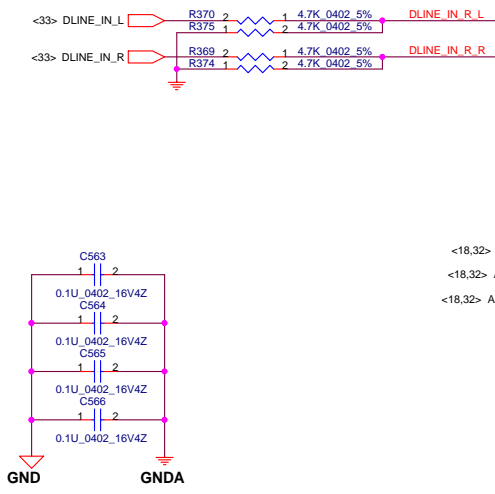 <33> DLINE_IN_L R370 2 1 4.7K_0402_5% DLINE_IN_R_L
R375 1 2 4.7K_0402_5%
<33> DLINE_IN_R R369 2 1 4.7K_0402_5% DLINE_IN_R_R
R374 1 2 4.7K_0402_5%
<18,32>
<18,32> A
<18,32> A
C563
1 2
0.1U_0402_16V4Z
C564
1 2
0.1U_0402_16V4Z
C565
1 2
0.1U_0402_16V4Z
C566
1 2
0.1U_0402_16V4Z
GND GNDA